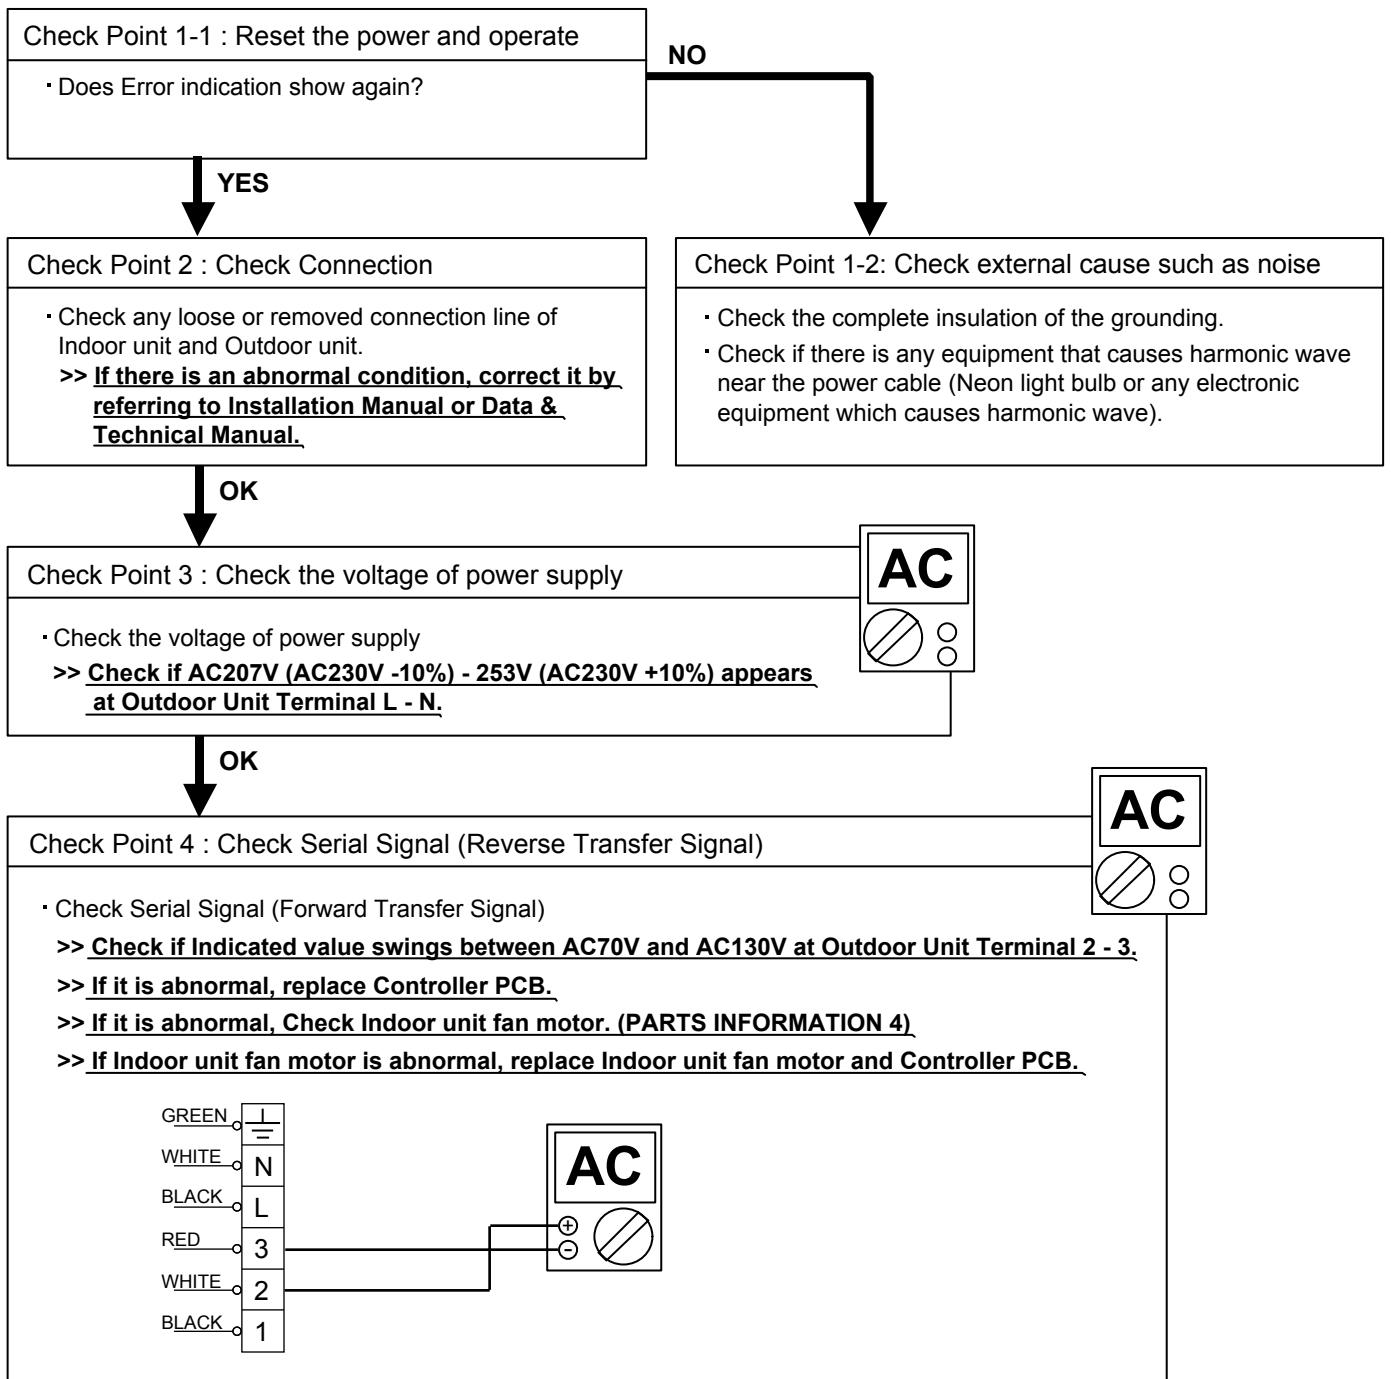 Check Point 1-1 : Reset the power and operate
· Does Error indication show again?
NO
YES
Check Point 2 : Check Connection
· Check any loose or removed connection line of
Indoor unit and Outdoor unit.
>> If there is an abnormal condition, correct it by
referring to Installation Manual or Data &
Technical Manual.
Check Point 1-2: Check external cause such as noise
· Check the complete insulation of the grounding.
· Check if there is any equipment that causes harmonic wave
near the power cable (Neon light bulb or any electronic
equipment which causes harmonic wave).
OK
Check Point 3 : Check the voltage of power supply
AC
· Check the voltage of power supply
>> Check if AC207V (AC230V -10%) - 253V (AC230V +10%) appears
at Outdoor Unit Terminal L - N.
OK
Check Point 4 : Check Serial Signal (Reverse Transfer Signal)
AC
· Check Serial Signal (Forward Transfer Signal)
>> Check if Indicated value swings between AC70V and AC130V at Outdoor Unit Terminal 2 - 3.
>> If it is abnormal, replace Controller PCB.
>> If it is abnormal, Check Indoor unit fan motor. (PARTS INFORMATION 4)
>> If Indoor unit fan motor is abnormal, replace Indoor unit fan motor and Controller PCB.
GREEN
WHITE N
BLACK L
RED 3
WHITE 2
BLACK 1
AC
+
-